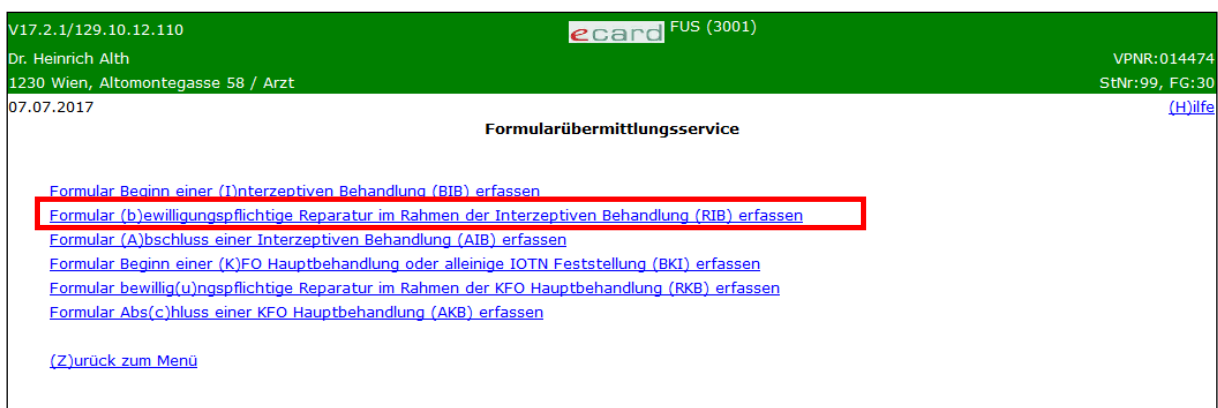 V17.2.1/129.10.12.110 ecard FUS (3001)
Dr. Heinrich Alth VPNR:014474
1230 Wien, Altomontegasse 58 / Arzt StNr:99, FG:30
07.07.2017 (H)ilfe
Formularübermittlungsservice
Formular Beginn einer (I)nterzeptiven Behandlung (BIB) erfassen
Formular (b)ewilligungspflichtige Reparatur im Rahmen der Interzeptiven Behandlung (RIB) erfassen
Formular (A)bschluss einer Interzeptiven Behandlung (AIB) erfassen
Formular Beginn einer (K)FO Hauptbehandlung oder alleinige IOTN Feststellung (BKI) erfassen
Formular bewillig(u)ngspflichtige Reparatur im Rahmen der KFO Hauptbehandlung (RKB) erfassen
Formular Abs(c)hluss einer KFO Hauptbehandlung (AKB) erfassen
(Z)urück zum Menü